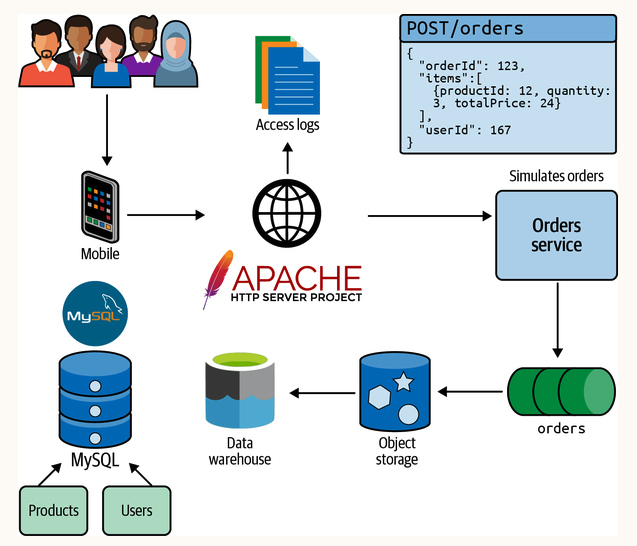 POST/orders
{
"orderId": 123,
"items":[
{productId: 12, quantity:
3, totalPrice: 24}
],
"userId": 167
}
Access logs
Simulates orders
Mobile
Orders
service
APACHE
HTTP SERVER PROJECT
MySQL
MySQL
Data
warehouse
Object
storage
orders
Products
Users